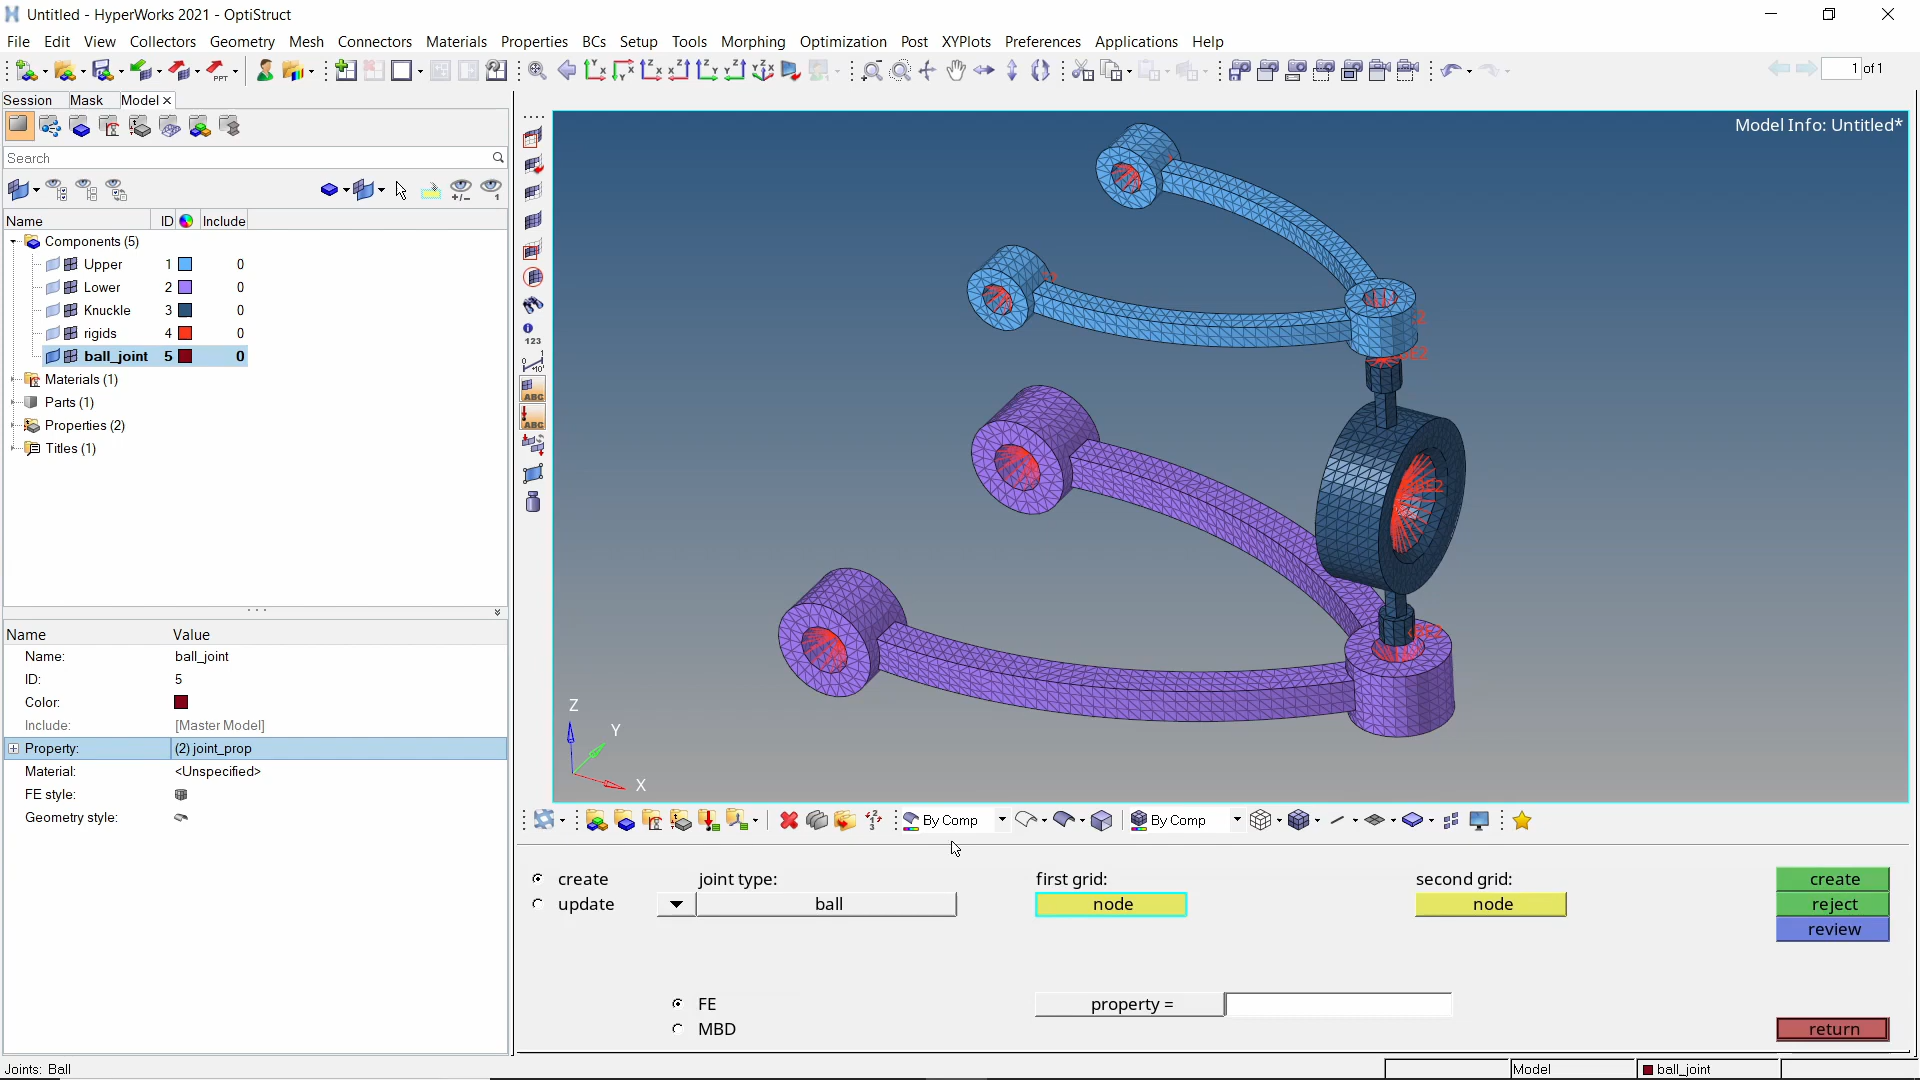 Untitled - HyperWorks 2021 - OptiStruct
File Edit View Collectors Geometry Mesh Connectors Materials Properties BCs Setup Tools Morphing Optimization Post XYPlots Preferences Applications Help
1 of 1
Session Mask Model
Model Info: Untitled*
Search
Name ID Include
Components (5)
Upper 1 0
Lower 2 0
Knuckle 3 0
rigids 4 0
ball_joint 5 0
Materials (1)
Parts (1)
Properties (2)
Titles (1)
Name Value
Name: ball_joint
ID: 5
Color:
Include: [Master Model]
Property: (2) joint_prop
Material: <Unspecified>
FE style:
Geometry style:
Z
Y
X
By Comp By Comp
create joint type: first grid: second grid: create
update ball node node reject
review
FE property =
MBD return
Joints: Ball Model ball_joint